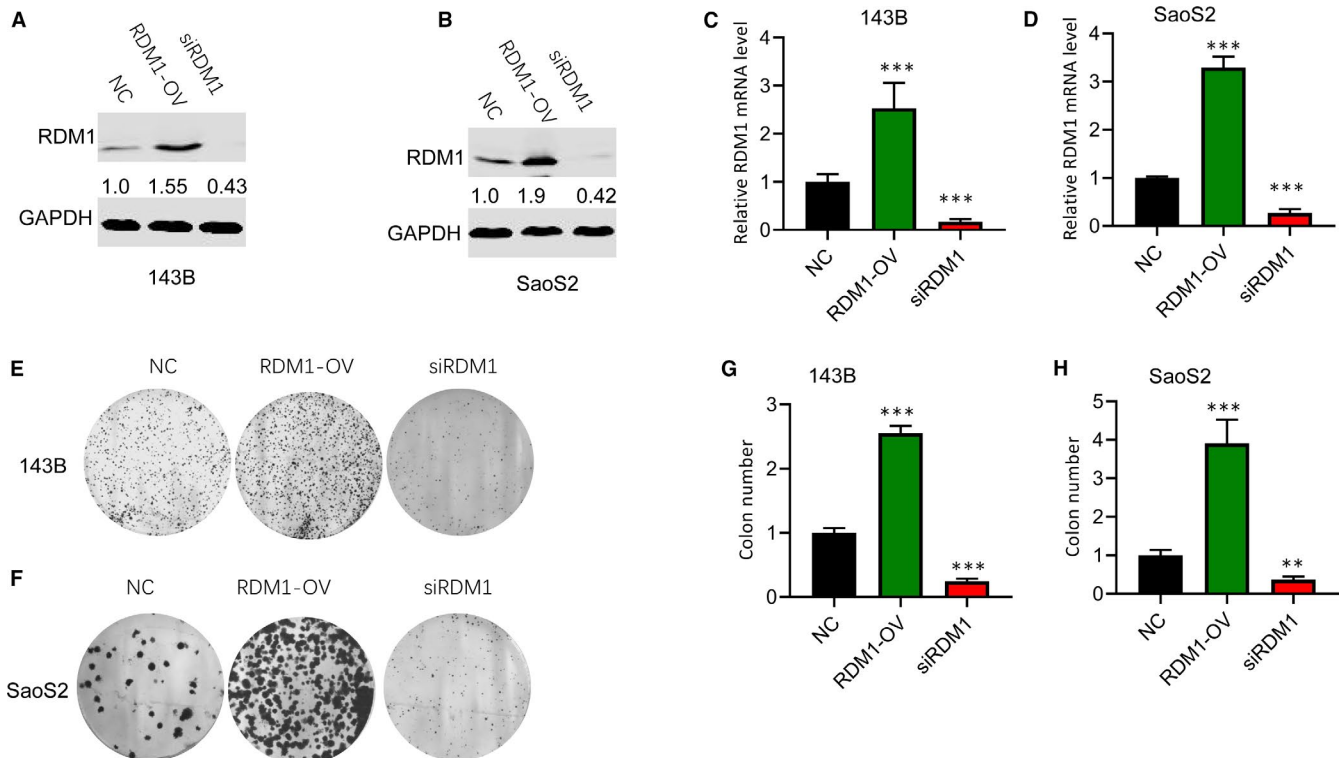 A
NC
RDM1-OV
siRDM1
RDM1
1.0 1.55 0.43
GAPDH
143B
B
NC
RDM1-OV
siRDM1
RDM1
1.0 1.9 0.42
GAPDH
SaoS2
C
143B
Relative RDM1 mRNA level
4
3
2
1
0
***
***
NC
RDM1-OV
siRDM1
D
SaoS2
Relative RDM1 mRNA level
4
3
2
1
0
***
***
NC
RDM1-OV
siRDM1
E
NC RDM1-OV siRDM1
143B
F
NC RDM1-OV siRDM1
SaoS2
G
143B
Colon number
3
2
1
0
***
***
NC
RDM1-OV
siRDM1
H
SaoS2
Colon number
5
4
3
2
1
0
***
**
NC
RDM1-OV
siRDM1